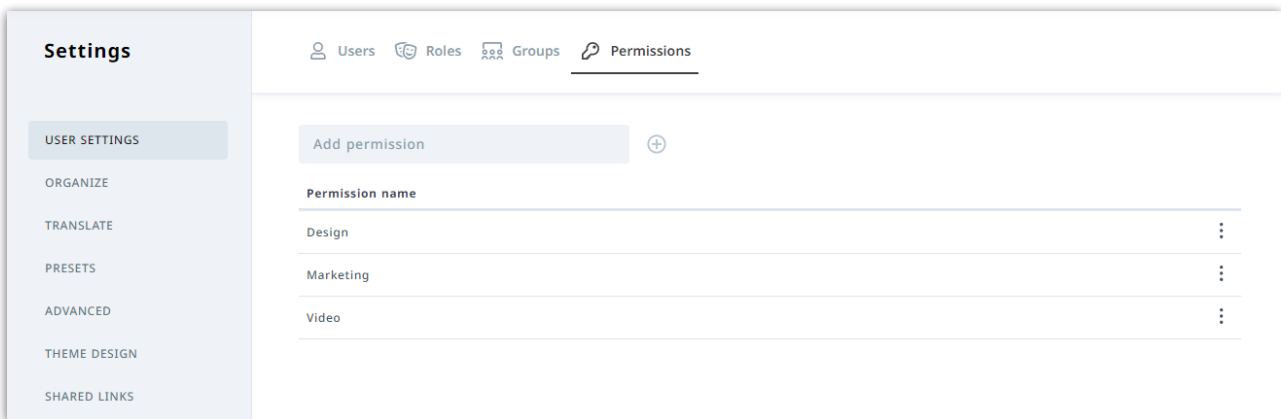 Settings
Users Roles Groups Permissions
USER SETTINGS
ORGANIZE
TRANSLATE
PRESETS
ADVANCED
THEME DESIGN
SHARED LINKS
Add permission
Permission name
Design
Marketing
Video